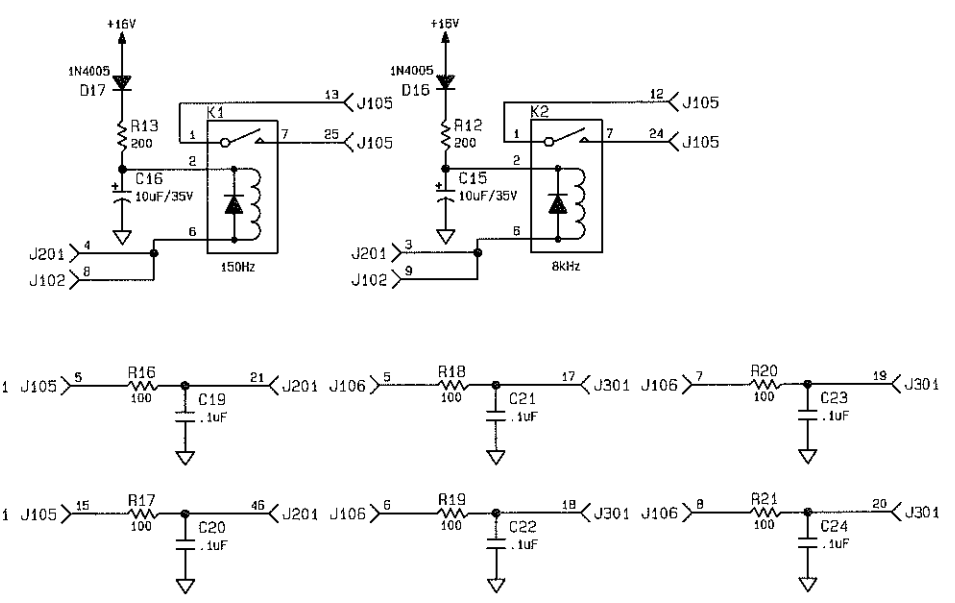 +16V
1N4005
D17
R13
200
C16
+
10uF/35V
K1
1
7
2
6
13
J105
25
J105
J201
4
J102
8
150Hz
+16V
1N4005
D16
R12
200
C15
+
10uF/35V
K2
1
7
2
6
12
J105
24
J105
J201
3
J102
9
8kHz
1 J105 5 R16 21 J201
100
C19
.1uF
J106 5 R18 17 J301
100
C21
.1uF
J106 7 R20 19 J301
100
C23
.1uF
1 J105 15 R17 46 J201
100
C20
.1uF
J106 6 R19 18 J301
100
C22
.1uF
J106 8 R21 20 J301
100
C24
.1uF